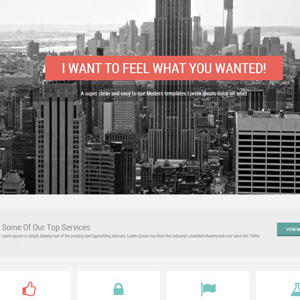 I WANT TO FEEL WHAT YOU WANTED!
A super clean and easy to use Modern templates Lorem ipsum dolor sit amet
Some Of Our Top Services
Lorem Ipsum is simply dummy text of the printing and typesetting industry. Lorem Ipsum has been the industry's standard dummy text ever since the 1500s.
VIEW